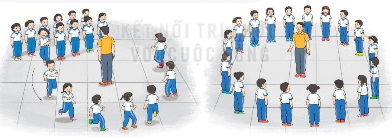 KẾT NỐI TRI THỨC
VỚI CUỘC SỐNG